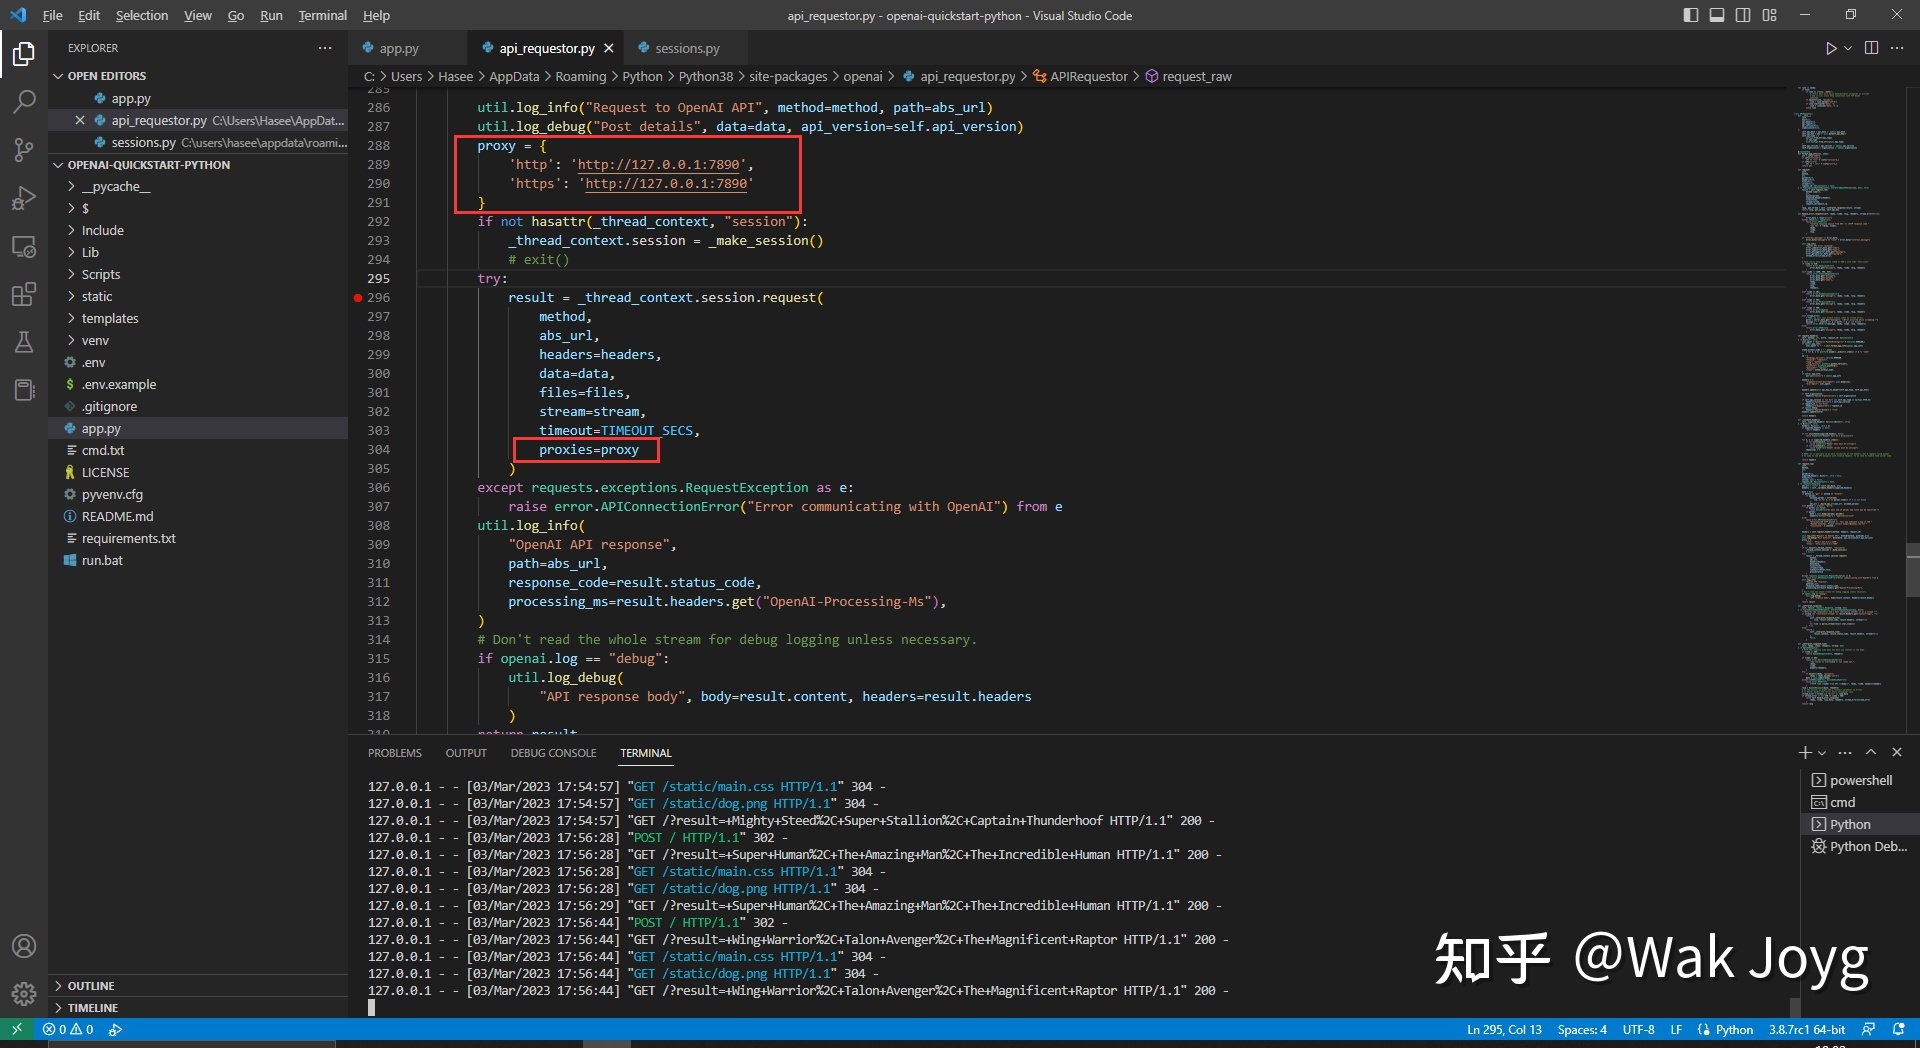 File Edit Selection View Go Run Terminal Help
api_requestor.py - openai-quickstart-python - Visual Studio Code
EXPLORER
OPEN EDITORS
app.py
api_requestor.py C:\Users\Hasee\AppDat...
sessions.py C:\users\hasee\appdata\roami...
OPENAI-QUICKSTART-PYTHON
__pycache__
$
Include
Lib
Scripts
static
templates
venv
.env
.env.example
.gitignore
app.py
cmd.txt
LICENSE
pyvenv.cfg
README.md
requirements.txt
run.bat
OUTLINE
TIMELINE
app.py api_requestor.py sessions.py
C: > Users > Hasee > AppData > Roaming > Python > Python38 > site-packages > openai > api_requestor.py > APIRequestor > request_raw
285
286 util.log_info("Request to OpenAI API", method=method, path=abs_url)
287 util.log_debug("Post details", data=data, api_version=self.api_version)
288 proxy = {
289 'http': 'http://127.0.0.1:7890',
290 'https': 'http://127.0.0.1:7890'
291 }
292 if not hasattr(_thread_context, "session"):
293 _thread_context.session = _make_session()
294 # exit()
295 try:
296 result = _thread_context.session.request(
297 method,
298 abs_url,
299 headers=headers,
300 data=data,
301 files=files,
302 stream=stream,
303 timeout=TIMEOUT_SECS,
304 proxies=proxy
305 )
306 except requests.exceptions.RequestException as e:
307 raise error.APIConnectionError("Error communicating with OpenAI") from e
308 util.log_info(
309 "OpenAI API response",
310 path=abs_url,
311 response_code=result.status_code,
312 processing_ms=result.headers.get("OpenAI-Processing-Ms"),
313 )
314 # Don't read the whole stream for debug logging unless necessary.
315 if openai.log == "debug":
316 util.log_debug(
317 "API response body", body=result.content, headers=result.headers
318 )
319 return result
PROBLEMS OUTPUT DEBUG CONSOLE TERMINAL
127.0.0.1 - - [03/Mar/2023 17:54:57] "GET /static/main.css HTTP/1.1" 304 -
127.0.0.1 - - [03/Mar/2023 17:54:57] "GET /static/dog.png HTTP/1.1" 304 -
127.0.0.1 - - [03/Mar/2023 17:54:57] "GET /?result=+Mighty+Steed%2C+Super+Stallion%2C+Captain+Thunderhoof HTTP/1.1" 200 -
127.0.0.1 - - [03/Mar/2023 17:56:28] "POST / HTTP/1.1" 302 -
127.0.0.1 - - [03/Mar/2023 17:56:28] "GET /?result=+Super+Human%2C+The+Amazing+Man%2C+The+Incredible+Human HTTP/1.1" 200 -
127.0.0.1 - - [03/Mar/2023 17:56:28] "GET /static/main.css HTTP/1.1" 304 -
127.0.0.1 - - [03/Mar/2023 17:56:28] "GET /static/dog.png HTTP/1.1" 304 -
127.0.0.1 - - [03/Mar/2023 17:56:29] "GET /?result=+Super+Human%2C+The+Amazing+Man%2C+The+Incredible+Human HTTP/1.1" 200 -
127.0.0.1 - - [03/Mar/2023 17:56:44] "POST / HTTP/1.1" 302 -
127.0.0.1 - - [03/Mar/2023 17:56:44] "GET /?result=+Wing+Warrior%2C+Talon+Avenger%2C+The+Magnificent+Raptor HTTP/1.1" 200 -
127.0.0.1 - - [03/Mar/2023 17:56:44] "GET /static/main.css HTTP/1.1" 304 -
127.0.0.1 - - [03/Mar/2023 17:56:44] "GET /static/dog.png HTTP/1.1" 304 -
127.0.0.1 - - [03/Mar/2023 17:56:44] "GET /?result=+Wing+Warrior%2C+Talon+Avenger%2C+The+Magnificent+Raptor HTTP/1.1" 200 -
powershell
cmd
Python
Python Deb...
知乎 @Wak Joyg
0 0
Ln 295, Col 13 Spaces: 4 UTF-8 LF Python 3.8.7rc1 64-bit